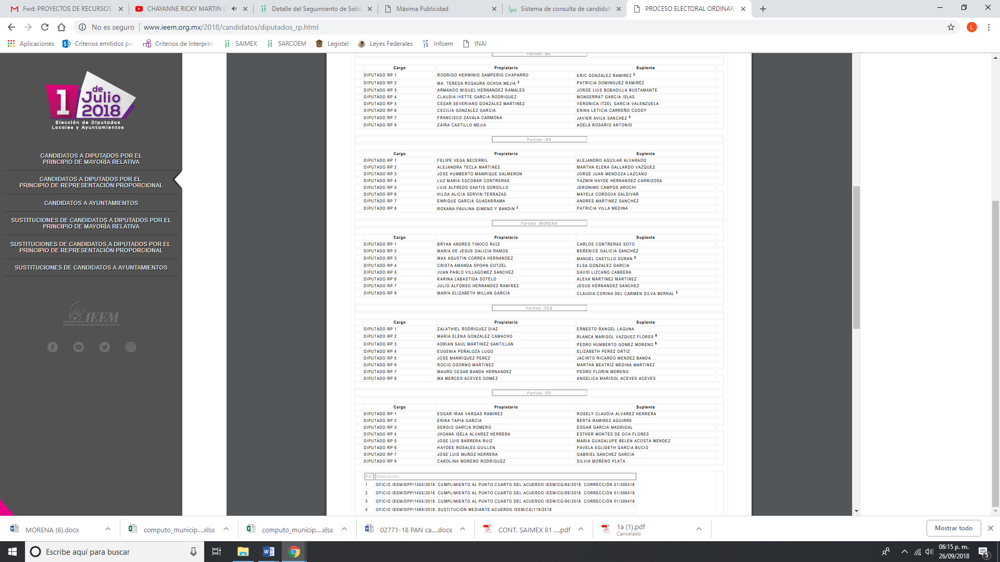 Fwd: PROYECTOS DE RECURSOS
CHAYANNE RICKY MARTIN L
Detalle del Seguimiento de Solici
Máxima Publicidad
Sistema de consulta de candidat
PROCESO ELECTORAL ORDINARI
No es seguro
www.ieem.org.mx/2018/candidatos/diputados_rp.html
L
Aplicaciones
Criterios emitidos po
Criterios de Interpret
SAIMEX
SARCOEM
Legistel
Leyes Federales
Infoem
INAI
1 de Julio 2018
Elección de Diputados
Locales y Ayuntamientos
CANDIDATOS A DIPUTADOS POR EL
PRINCIPIO DE MAYORÍA RELATIVA
CANDIDATOS A DIPUTADOS POR EL
PRINCIPIO DE REPRESENTACIÓN PROPORCIONAL
CANDIDATOS A AYUNTAMIENTOS
SUSTITUCIONES DE CANDIDATOS A DIPUTADOS POR EL
PRINCIPIO DE MAYORÍA RELATIVA
SUSTITUCIONES DE CANDIDATOS A DIPUTADOS POR EL
PRINCIPIO DE REPRESENTACIÓN PROPORCIONAL
SUSTITUCIONES DE CANDIDATOS A AYUNTAMIENTOS
IEEM
Instituto Electoral del Estado de México
Partido :MC
Cargo Propietario Suplente
DIPUTADO RP 1 RODRIGO HERMINIO SAMPERIO CHAPARRO ERIC GONZALEZ RAMIREZ 2
DIPUTADO RP 2 MA. TERESA ROSAURA OCHOA MEJIA 2 PATRICIA DOMINGUEZ RAMIREZ
DIPUTADO RP 3 ARMANDO MIGUEL HERNANDEZ RAMALES JORGE LUIS BOBADILLA BUSTAMANTE
DIPUTADO RP 4 CLAUDIA IVETTE GARCIA RODRIGUEZ MONSERRAT GARCIA ISLAS
DIPUTADO RP 5 CESAR SEVERIANO GONZALEZ MARTINEZ VERONICA ITZEL GARCIA VALENZUELA
DIPUTADO RP 6 CECILIA GONZALEZ GARCIA ERIKA LETICIA CARREÑO COODY
DIPUTADO RP 7 FRANCISCO ZAVALA CARMONA JAVIER AVILA SANCHEZ 5
DIPUTADO RP 8 ZAIRA CASTILLO MEJIA ADELA ROSARIO ANTONIO
Partido :NA
Cargo Propietario Suplente
DIPUTADO RP 1 FELIPE VEGA BECERRIL ALEJANDRO AGUILAR ALVARADO
DIPUTADO RP 2 ALEJANDRA TECLA MARTINEZ MARTHA ELENA GALLARDO VAZQUEZ
DIPUTADO RP 3 JOSE HUMBERTO MANRIQUE SALMERON JORGE JUAN MENDOZA LAZCANO
DIPUTADO RP 4 LUZ MARIA ESCOBAR CONTRERAS YAZMIN HAYDE HERNANDEZ CARRIZOSA
DIPUTADO RP 5 LUIS ALFREDO SANTIS GORDILLO JERONIMO CAMPOS AROCHI
DIPUTADO RP 6 HILDA ALICIA SERVIN TERRAZAS MAYELA CORDOVA SALDIVAR
DIPUTADO RP 7 ENRIQUE GARCIA GUADARRAMA ANDRES MARTINEZ SANCHEZ
DIPUTADO RP 8 ROXANA PAULINA GIMENO Y BANDIN 3 PATRICIA VILLA MEDINA
Partido :MORENA
Cargo Propietario Suplente
DIPUTADO RP 1 BRYAN ANDRES TINOCO RUIZ CARLOS CONTRERAS SOTO
DIPUTADO RP 2 MARIA DE JESUS GALICIA RAMOS BERENICE GALICIA SANCHEZ
DIPUTADO RP 3 MAX AGUSTIN CORREA HERNANDEZ MANUEL CASTILLO DURAN 5
DIPUTADO RP 4 CRISTA AMANDA SPOHN GOTZEL ELSA GONZALEZ GARCIA
DIPUTADO RP 5 JUAN PABLO VILLAGOMEZ SANCHEZ DAVID LIZCANO CABRERA
DIPUTADO RP 6 KARINA LABASTIDA SOTELO ALEXA MARTINEZ MARTINEZ
DIPUTADO RP 7 JULIO ALFONSO HERNANDEZ RAMIREZ JESUS HERNANDEZ SANCHEZ
DIPUTADO RP 8 MARIA ELIZABETH MILLAN GARCIA CLAUDIA CORINA DEL CARMEN SILVA BERNAL 5
Partido :PES
Cargo Propietario Suplente
DIPUTADO RP 1 ZALATHIEL RODRIGUEZ DIAZ ERNESTO RANGEL LAGUNA
DIPUTADO RP 2 MARIA ELENA GONZALEZ CAMACHO BLANCA MARISOL VAZQUEZ FLORES 9
DIPUTADO RP 3 ADRIAN SAUL MARTINEZ SANTILLAN PEDRO HUMBERTO GOMEZ MORENO 6
DIPUTADO RP 4 EUGENIA PEÑALOZA LUGO ELIZABETH PEREZ ORTIZ
DIPUTADO RP 5 JOSE MANRIQUEZ PEREZ JACINTO RICARDO MENDEZ BANDA
DIPUTADO RP 6 ROCIO OSORNO MARTINEZ MARTHA BEATRIZ MEDINA MARTINEZ
DIPUTADO RP 7 MAURO CESAR BANDA HERNANDEZ PEDRO FLORIN MORENO
DIPUTADO RP 8 MA MERCED ACEVES GOMEZ ANGELICA MARISOL ACEVES ACEVES
Partido :VR
Cargo Propietario Suplente
DIPUTADO RP 1 EDGAR IRAK VARGAS RAMIREZ ROSELY CLAUDIA ALVAREZ HERRERA
DIPUTADO RP 2 ERIKA TAPIA GARCIA BERTA RAMIREZ AGUIRRE
DIPUTADO RP 3 SERGIO GARCIA ROMERO EDGAR GARCIA MADRIGAL
DIPUTADO RP 4 JHOANA ISELA ALVAREZ HERRERA ESTHER MONTES DE OCA FLORES
DIPUTADO RP 5 JOSE LUIS BARRERA RUIZ MARIA GUADALUPE BELEN ACOSTA MENDEZ
DIPUTADO RP 6 HAYDEE ROSALES GUILLEN PAVELA EGLIDETH GARCIA BUCIO
DIPUTADO RP 7 JOSE LUIS MUÑOZ HERRERA GABRIEL SANCHEZ GARCIA
DIPUTADO RP 8 CAROLINA MORENO RODRIGUEZ SILVIA MORENO PLATA
Ref Descripción
1 OFICIO IEEM/DPP/1455/2018. CUMPLIMIENTO AL PUNTO CUARTO DEL ACUERDO IEEM/CG/84/2018. CORRECCIÓN 01/300418
2 OFICIO IEEM/DPP/1455/2018. CUMPLIMIENTO AL PUNTO CUARTO DEL ACUERDO IEEM/CG/89/2018. CORRECCIÓN 01/300418
3 OFICIO IEEM/DPP/1455/2018. CUMPLIMIENTO AL PUNTO CUARTO DEL ACUERDO IEEM/CG/90/2018. CORRECCIÓN 01/300418
4 OFICIO IEEM/DPP/1489/2018. SUSTITUCIÓN MEDIANTE ACUERDO IEEM/CG/119/2018
MORENA (6).docx
computo_municip....xlsx
computo_municip....xlsx
02771-18 PAN ca....docx
CONT. SAIMEX 81 ....pdf
1a (1).pdf
Cancelado
Mostrar todo
Escribe aquí para buscar
06:15 p. m.
26/09/2018
5